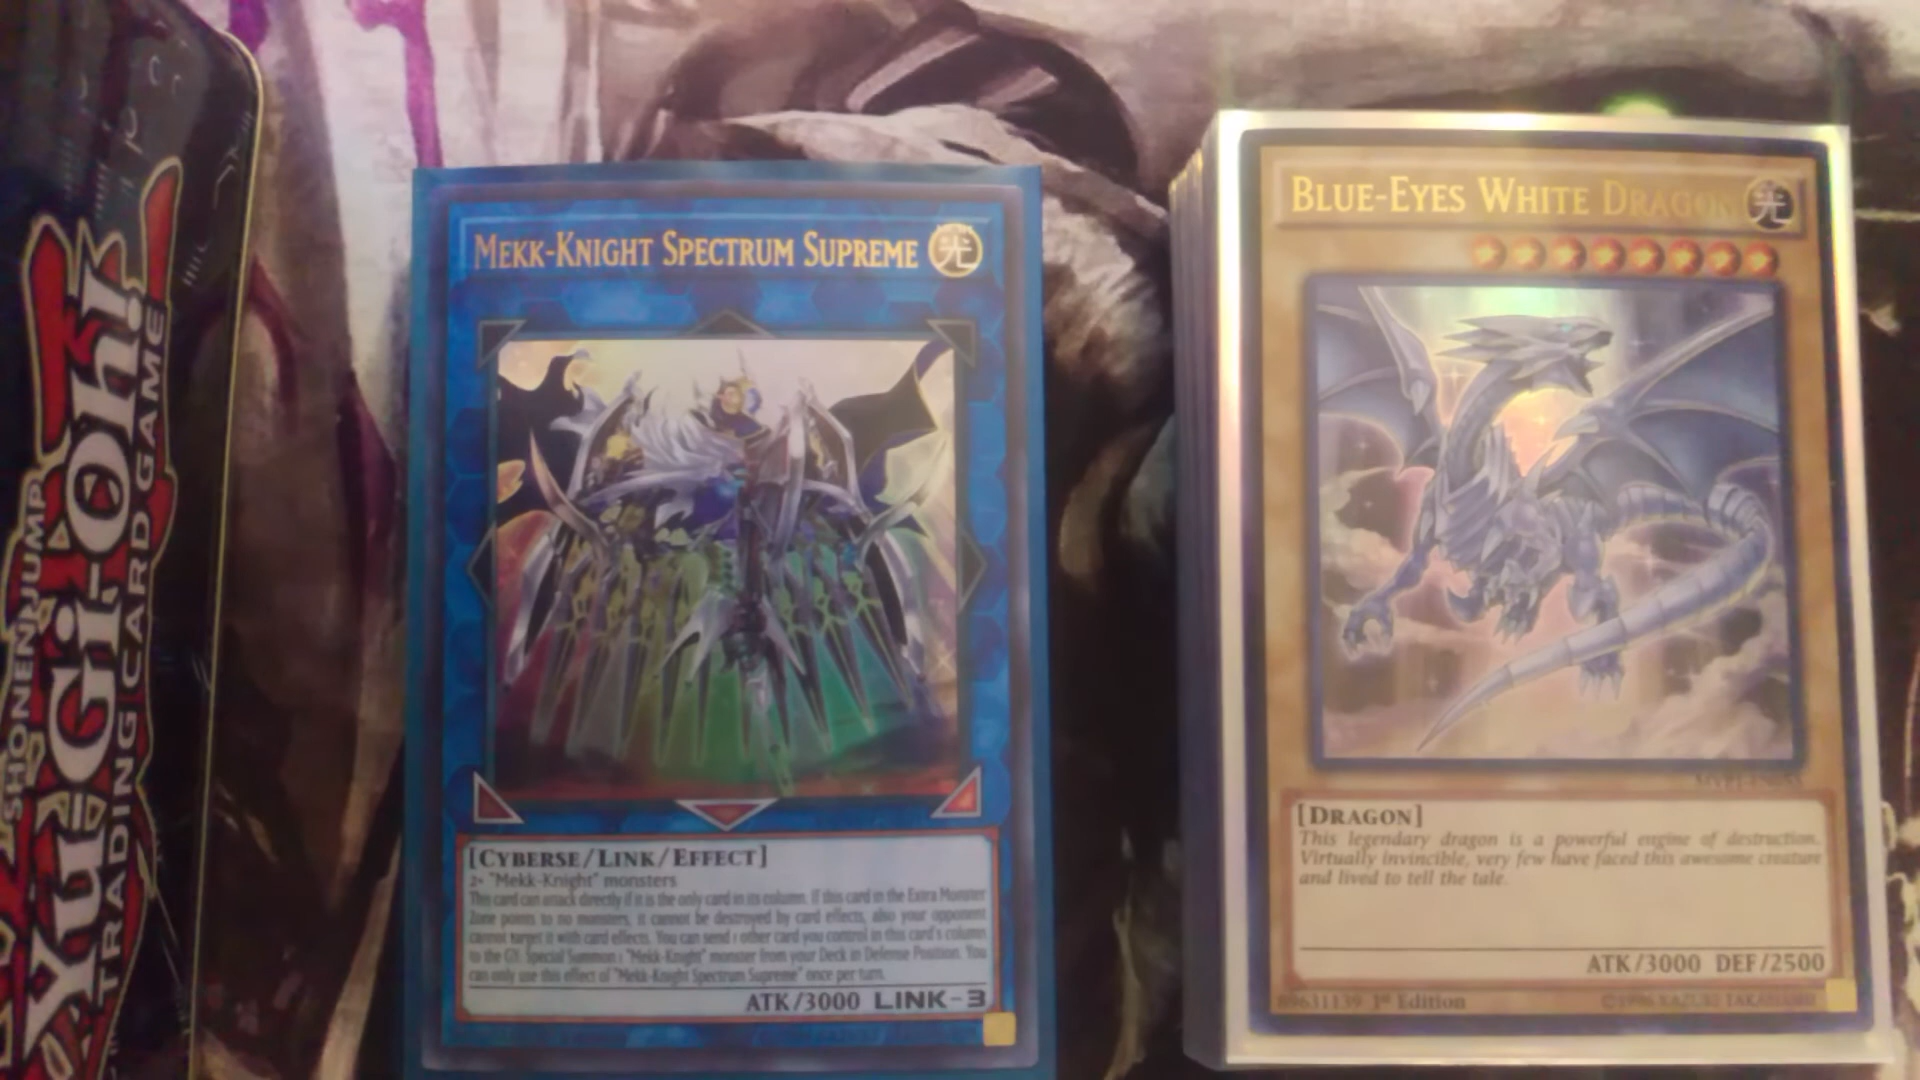 SHONEN JUMP
Yu-Gi-Oh!
TRADING CARD GAME
MEKK-KNIGHT SPECTRUM SUPREME 光
[CYBERSE/LINK/EFFECT]
2+ "Mekk-Knight" monsters
This card can attack directly if it is the only card in its column. If this card in the Extra Monster
Zone points to no monsters, it cannot be destroyed by card effects, also your opponent
cannot target it with card effects. You can send 1 other card you control in this card's column
to the GY; Special Summon 1 "Mekk-Knight" monster from your Deck in Defense Position. You
can only use this effect of "Mekk-Knight Spectrum Supreme" once per turn.
ATK/3000 LINK-3
BLUE-EYES WHITE DRAGON 光
[DRAGON]
This legendary dragon is a powerful engine of destruction.
Virtually invincible, very few have faced this awesome creature
and lived to tell the tale.
ATK/3000 DEF/2500
89631139 1st Edition
©1996 KAZUKI TAKAHASHI